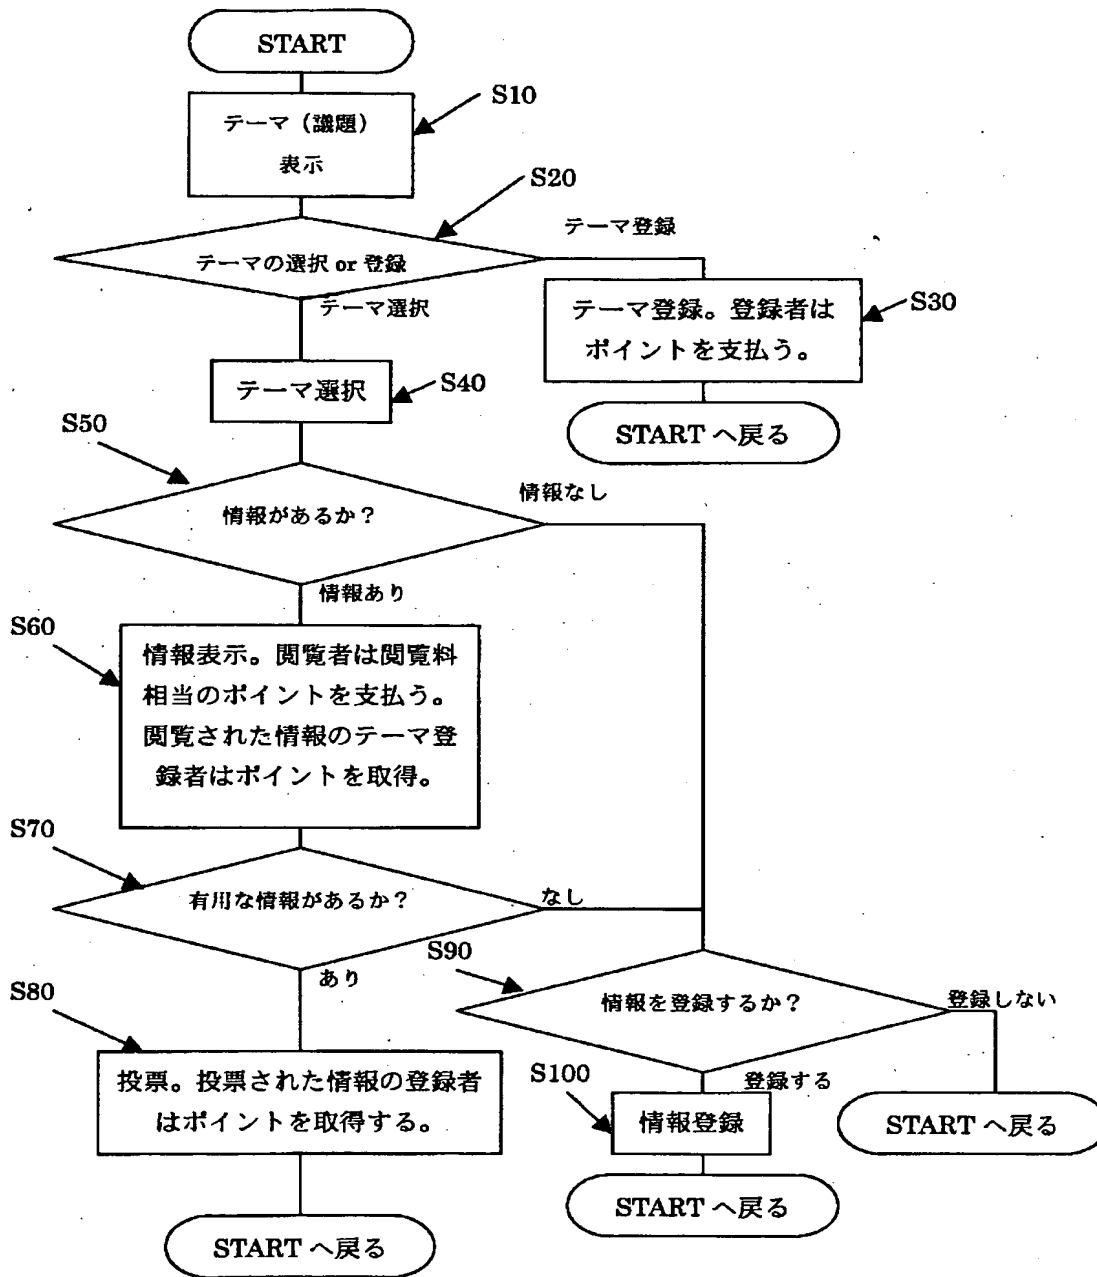 START
S10
テーマ（議題）
表示
S20
テーマ登録
テーマの選択 or 登録
テーマ選択
テーマ登録。登録者は
ポイントを支払う。
S30
テーマ選択
S40
START へ戻る
S50
情報なし
情報があるか？
情報あり
S60
情報表示。閲覧者は閲覧料
相当のポイントを支払う。
閲覧された情報のテーマ登
録者はポイントを取得。
S70
有用な情報があるか？
なし
あり
S90
情報を登録するか？
登録しない
S80
投票。投票された情報の登録者
はポイントを取得する。
S100
登録する
情報登録
START へ戻る
START へ戻る
START へ戻る